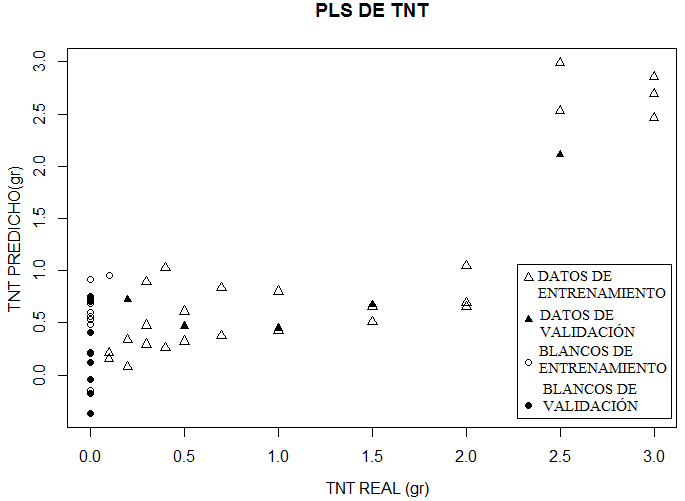 PLS DE TNT
TNT PREDICHO(gr)
3.0
2.5
2.0
1.5
1.0
0.5
0.0
0.0
0.5
1.0
1.5
2.0
2.5
3.0
TNT REAL (gr)
DATOS DE
ENTRENAMIENTO
DATOS DE
VALIDACIÓN
BLANCOS DE
ENTRENAMIENTO
BLANCOS DE
VALIDACIÓN